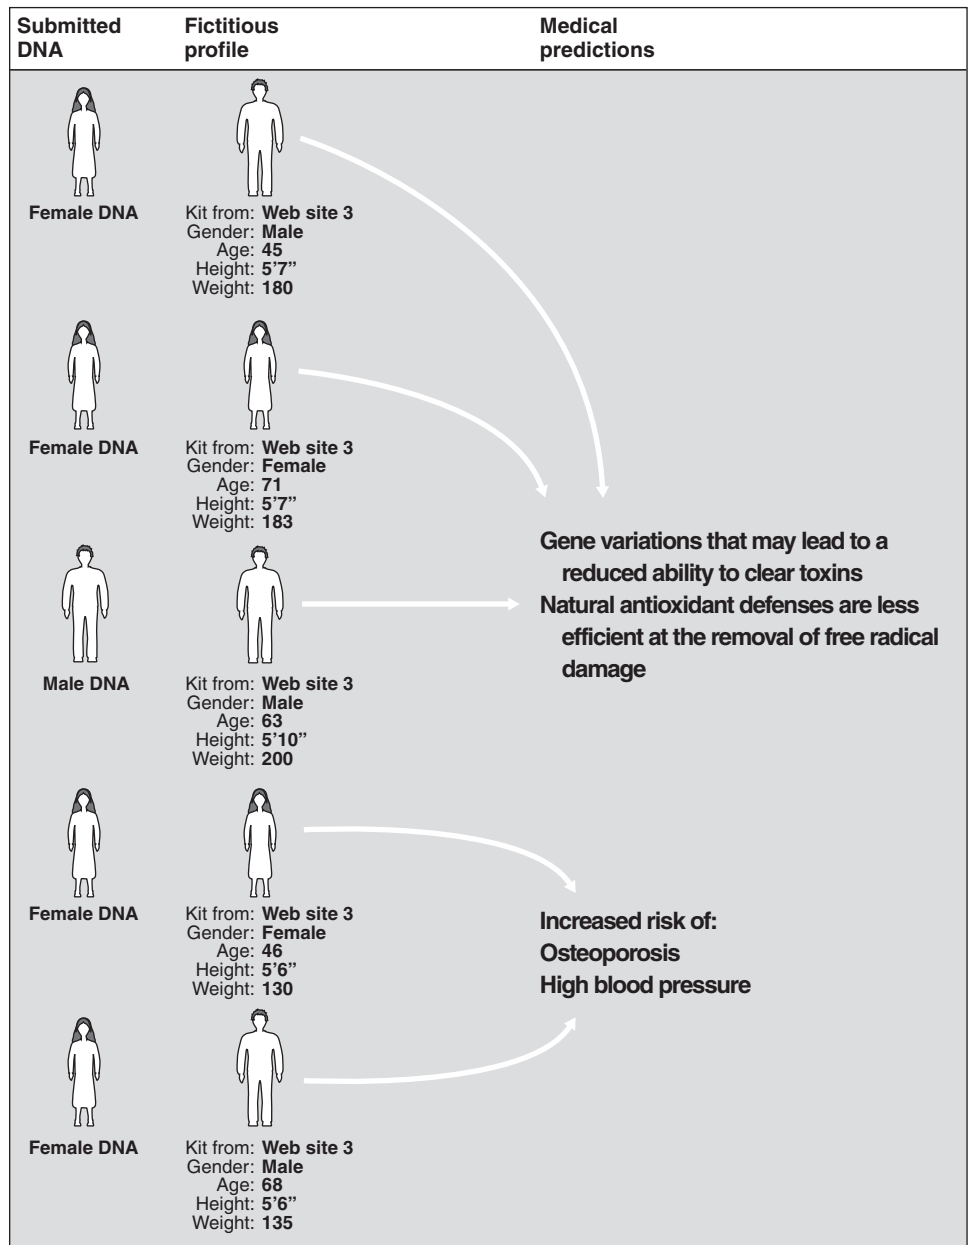 Submitted DNA
Fictitious profile
Medical predictions
Female DNA
Kit from: Web site 3
Gender: Male
Age: 45
Height: 5'7”
Weight: 180
Female DNA
Kit from: Web site 3
Gender: Female
Age: 71
Height: 5'7”
Weight: 183
Male DNA
Kit from: Web site 3
Gender: Male
Age: 63
Height: 5'10”
Weight: 200
Gene variations that may lead to a
reduced ability to clear toxins
Natural antioxidant defenses are less
efficient at the removal of free radical
damage
Female DNA
Kit from: Web site 3
Gender: Female
Age: 46
Height: 5'6”
Weight: 130
Female DNA
Kit from: Web site 3
Gender: Male
Age: 68
Height: 5'6”
Weight: 135
Increased risk of:
Osteoporosis
High blood pressure